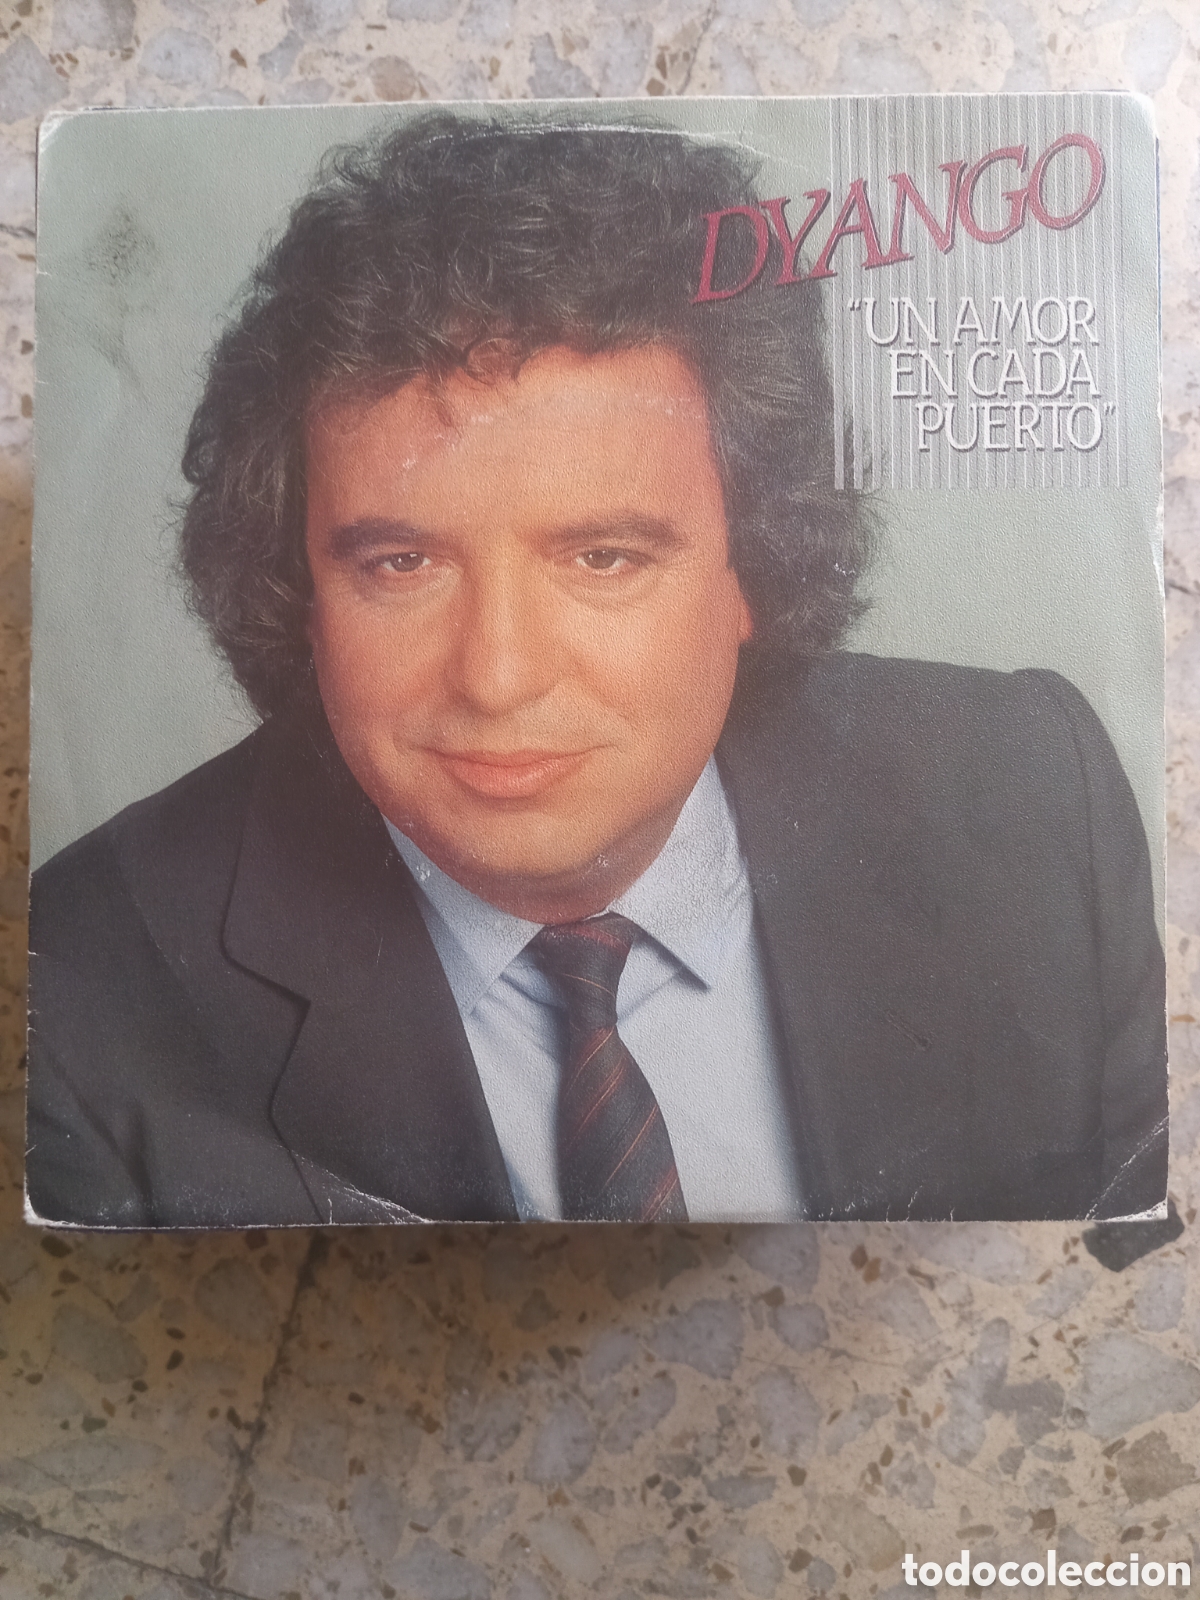 DYANGO
"UN AMOR
EN CADA
PUERTO"
todocoleccion